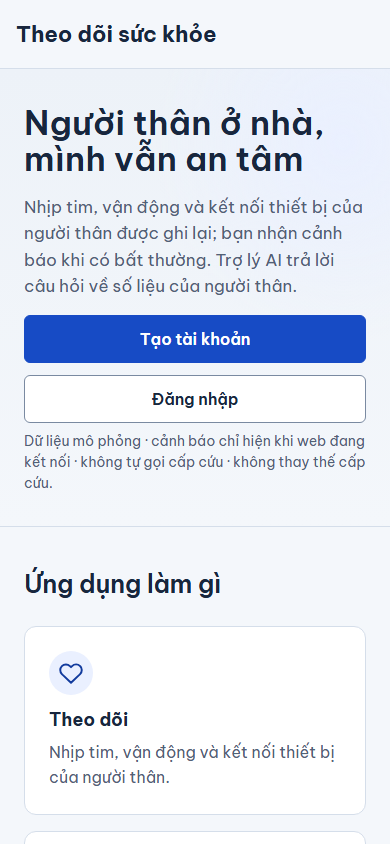 Theo dõi sức khỏe
Người thân ở nhà,
mình vẫn an tâm
Nhịp tim, vận động và kết nối thiết bị của
người thân được ghi lại; bạn nhận cảnh
báo khi có bất thường. Trợ lý AI trả lời
câu hỏi về số liệu của người thân.
Tạo tài khoản
Đăng nhập
Dữ liệu mô phỏng · cảnh báo chỉ hiện khi web đang
kết nối · không tự gọi cấp cứu · không thay thế cấp
cứu.
Ứng dụng làm gì
Theo dõi
Nhịp tim, vận động và kết nối thiết bị
của người thân.